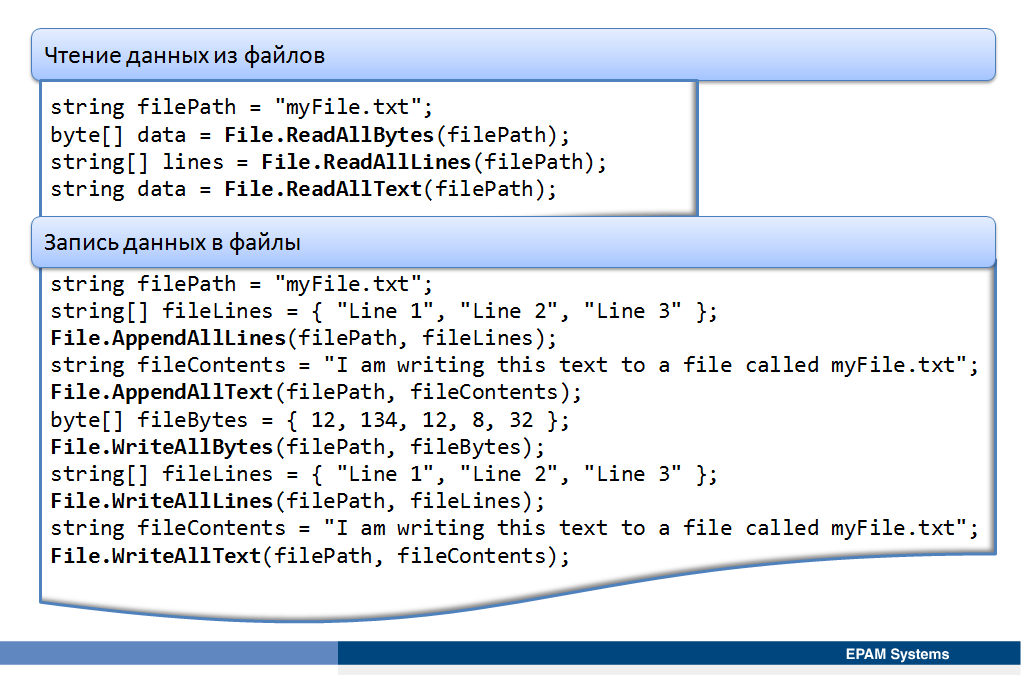 Чтение данных из файлов
string filePath = "myFile.txt";
byte[] data = File.ReadAllBytes(filePath);
string[] lines = File.ReadAllLines(filePath);
string data = File.ReadAllText(filePath);
Запись данных в файлы
string filePath = "myFile.txt";
string[] fileLines = { "Line 1", "Line 2", "Line 3" };
File.AppendAllLines(filePath, fileLines);
string fileContents = "I am writing this text to a file called myFile.txt";
File.AppendAllText(filePath, fileContents);
byte[] fileBytes = { 12, 134, 12, 8, 32 };
File.WriteAllBytes(filePath, fileBytes);
string[] fileLines = { "Line 1", "Line 2", "Line 3" };
File.WriteAllLines(filePath, fileLines);
string fileContents = "I am writing this text to a file called myFile.txt";
File.WriteAllText(filePath, fileContents);
EPAM Systems